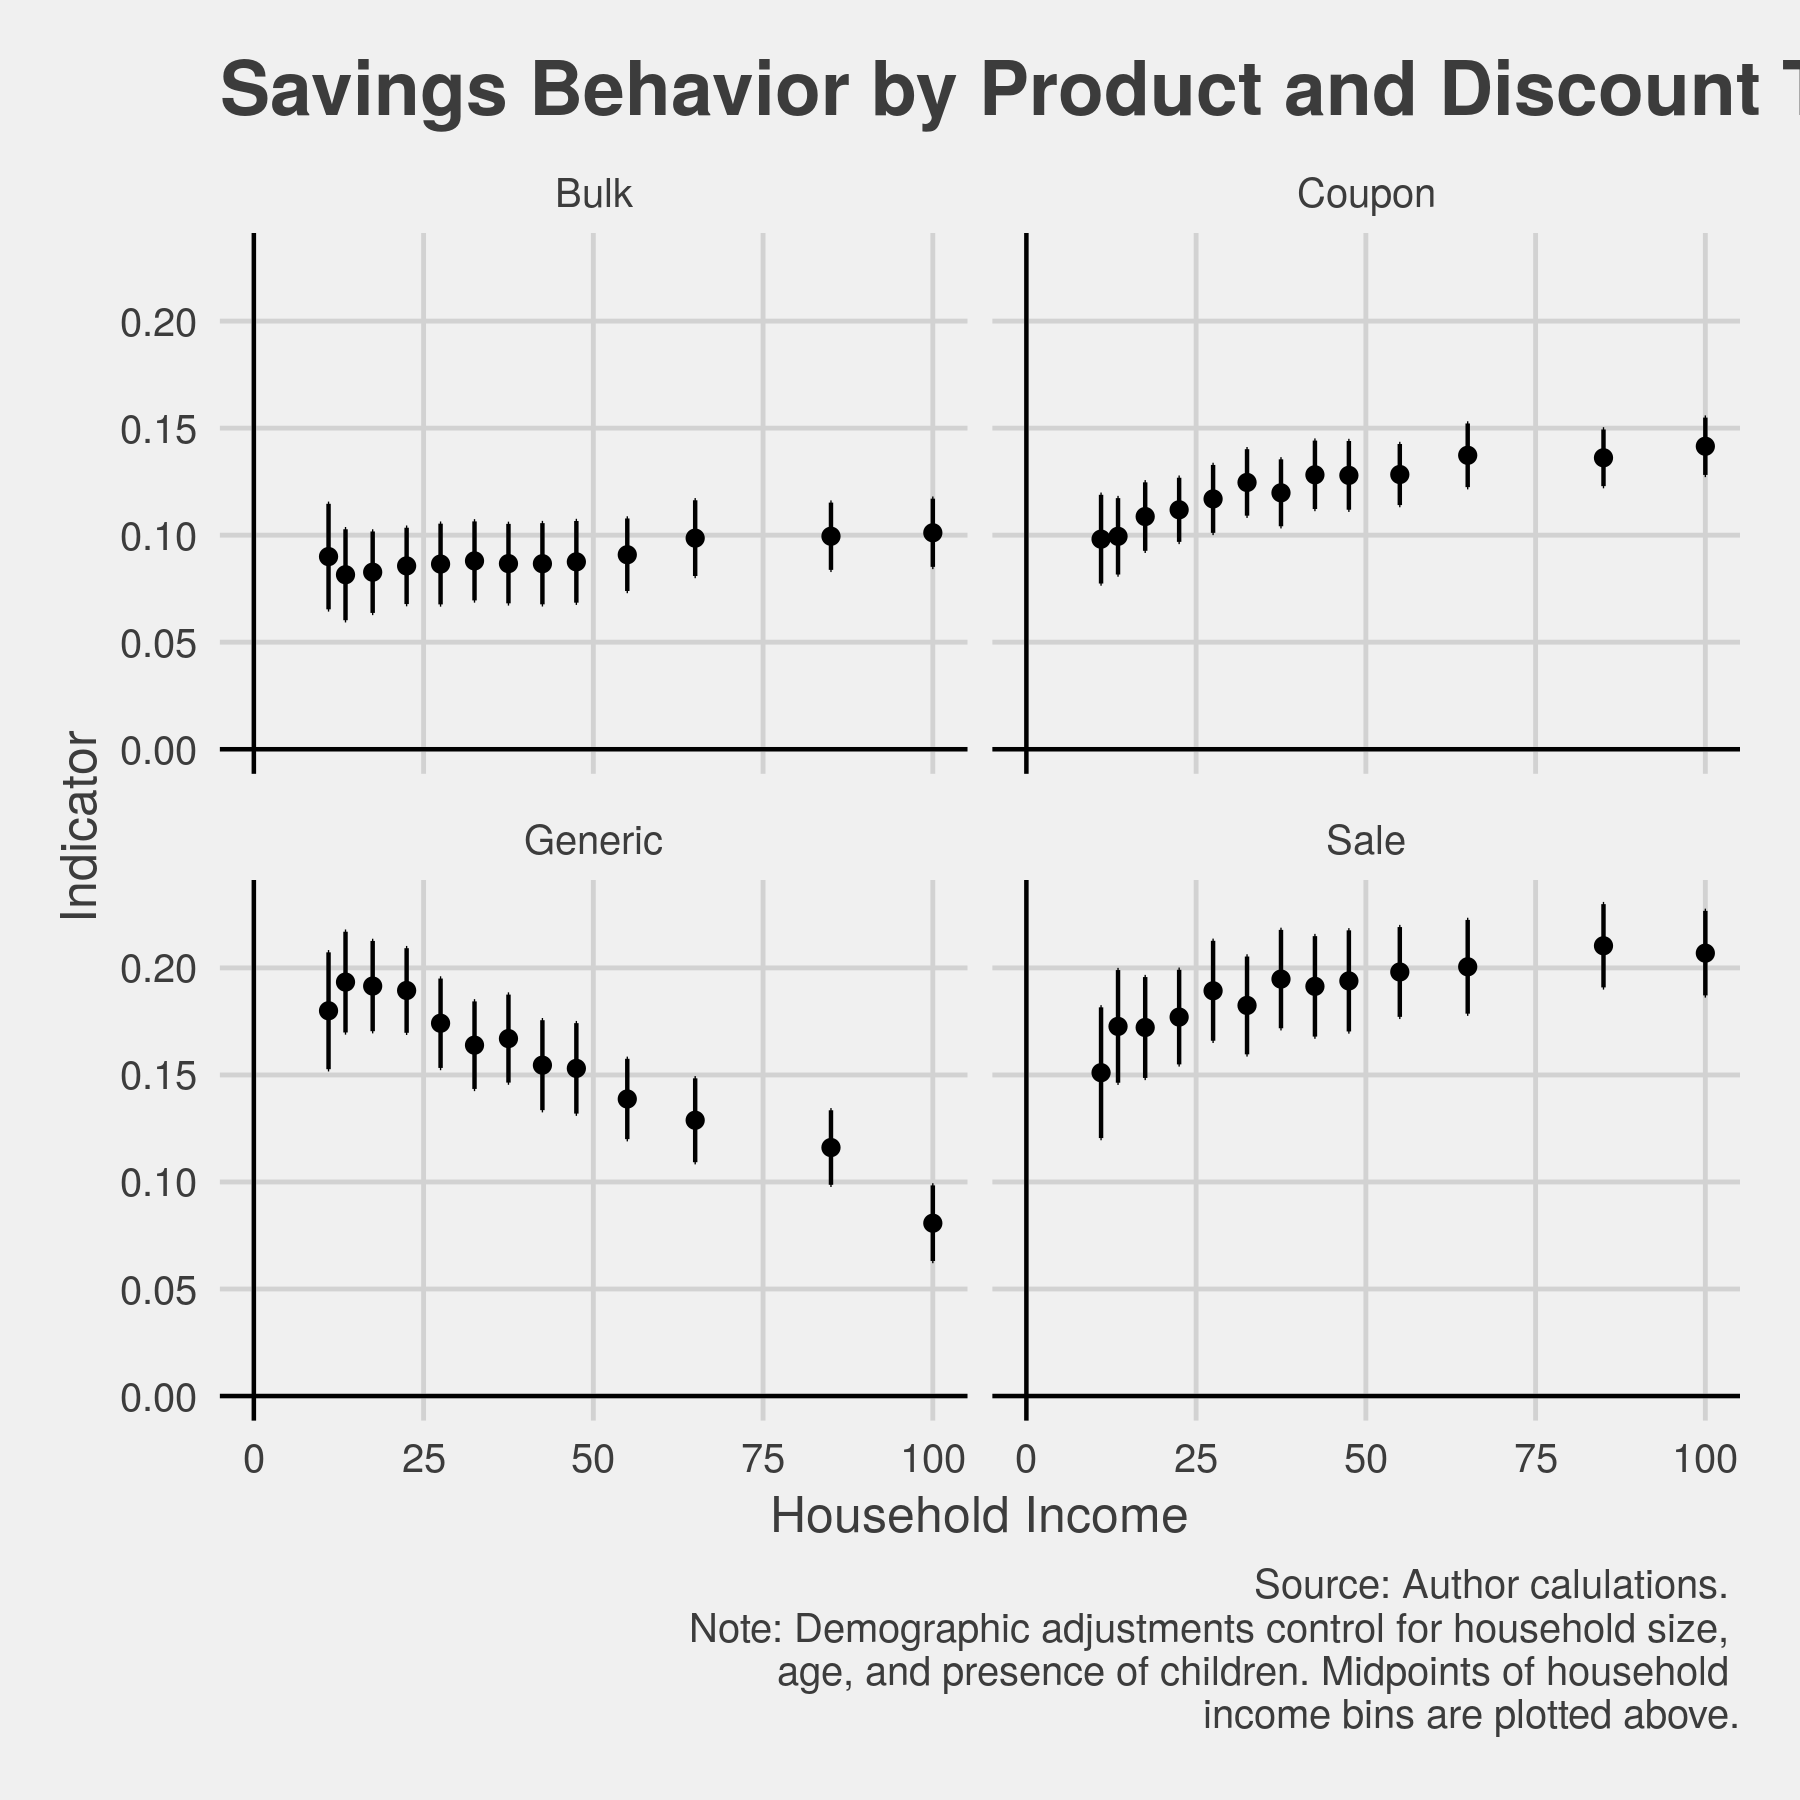 Savings Behavior by Product and Discount T
Bulk
Coupon
0.20
0.15
0.10
0.05
0.00
Indicator
Generic
Sale
0.20
0.15
0.10
0.05
0.00
0 25 50 75 100 0 25 50 75 100
Household Income
Source: Author calulations.
Note: Demographic adjustments control for household size,
age, and presence of children. Midpoints of household
income bins are plotted above.